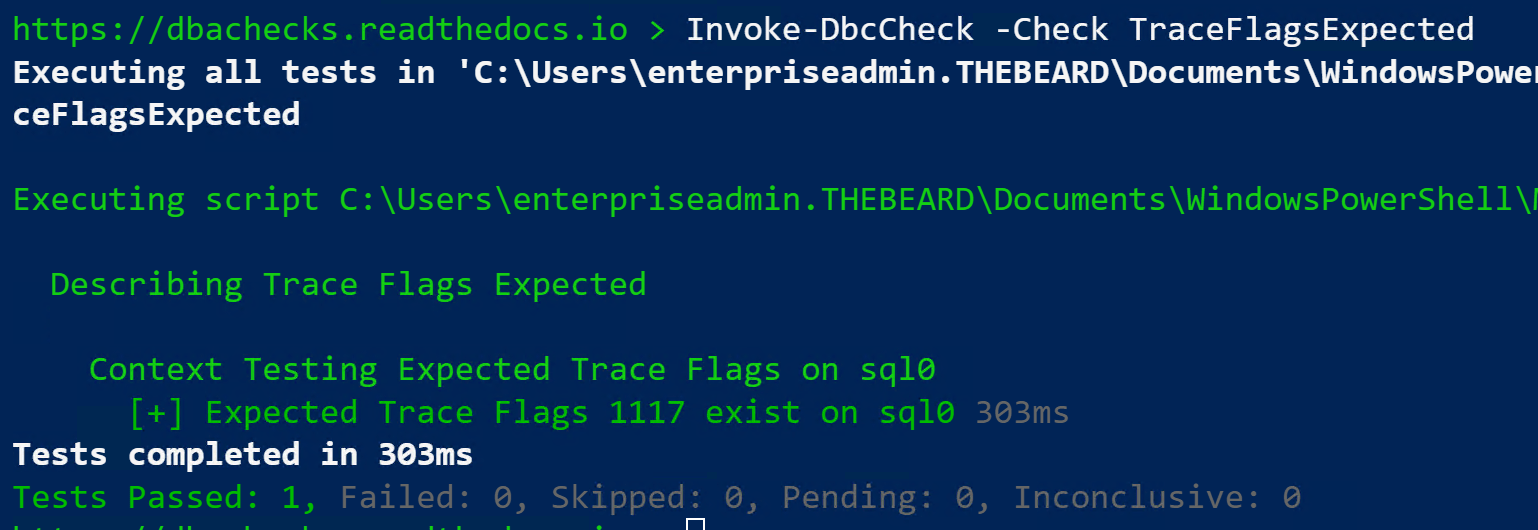 https://dbachecks.readthedocs.io > Invoke-DbcCheck -Check TraceFlagsExpected
Executing all tests in 'C:\Users\enterpriseadmin.THEBEARD\Documents\WindowsPower
ceFlagsExpected
Executing script C:\Users\enterpriseadmin.THEBEARD\Documents\WindowsPowerShell\M
Describing Trace Flags Expected
Context Testing Expected Trace Flags on sql0
[+] Expected Trace Flags 1117 exist on sql0 303ms
Tests completed in 303ms
Tests Passed: 1, Failed: 0, Skipped: 0, Pending: 0, Inconclusive: 0